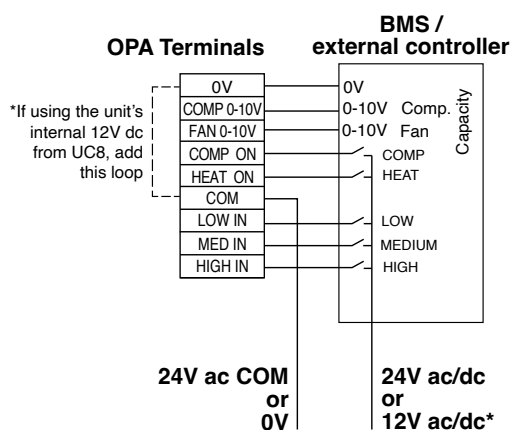 BMS /
external controller
OPA Terminals
*If using the unit's
internal 12V dc
from UC8, add
this loop
0V
COMP 0-10V
FAN 0-10V
COMP ON
HEAT ON
COM
LOW IN
MED IN
HIGH IN
0V
0-10V Comp.
0-10V Fan
Capacity
COMP
HEAT
LOW
MEDIUM
HIGH
24V ac COM
or
0V
24V ac/dc
or
12V ac/dc*